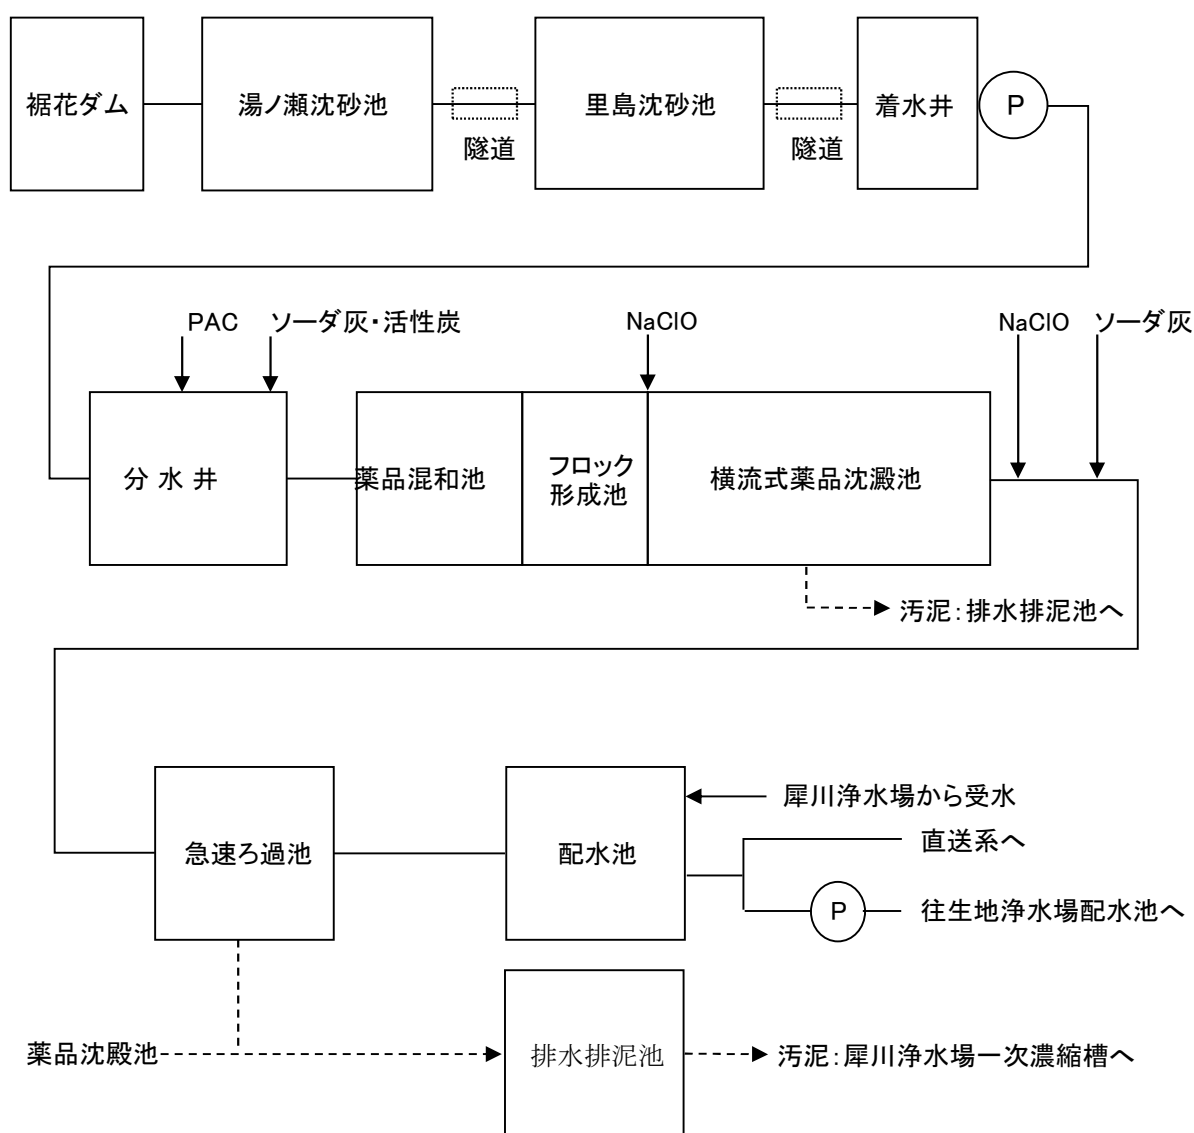 裾花ダム
湯ノ瀬沈砂池
隧道
里島沈砂池
隧道
着水井
P
PAC
ソーダ灰・活性炭
NaClO
NaClO
ソーダ灰
分水井
薬品混和池
フロック
形成池
横流式薬品沈澱池
汚泥:排水排泥池へ
急速ろ過池
配水池
犀川浄水場から受水
直送系へ
P
往生地浄水場配水池へ
薬品沈殿池
排水排泥池
汚泥:犀川浄水場一次濃縮槽へ